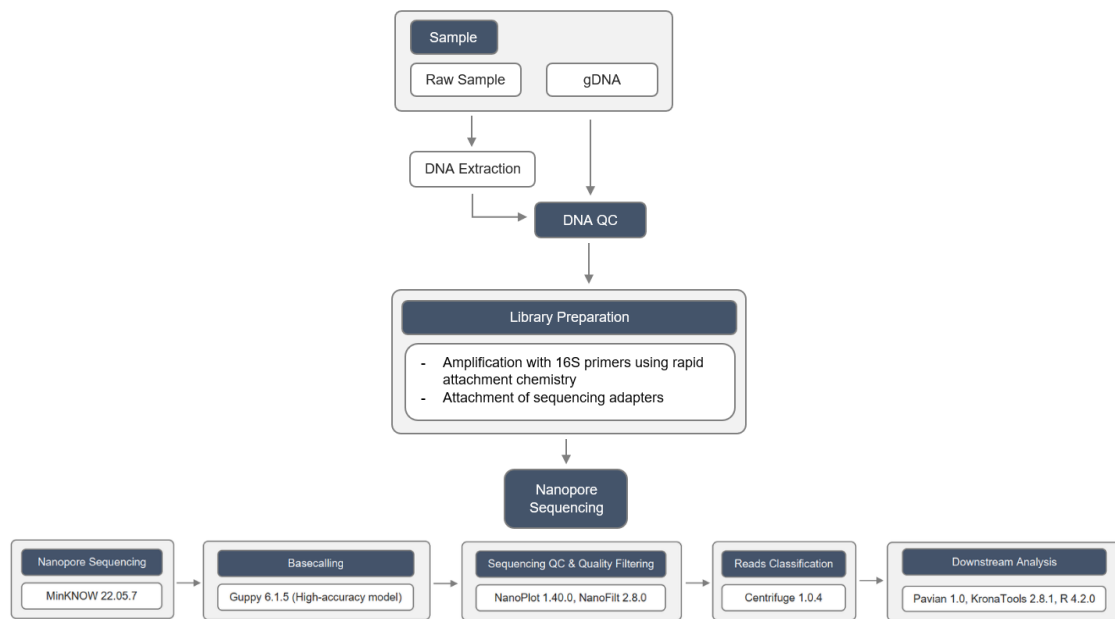 Sample
Raw Sample
gDNA
DNA Extraction
DNA QC
Library Preparation
- Amplification with 16S primers using rapid
attachment chemistry
- Attachment of sequencing adapters
Nanopore
Sequencing
Nanopore Sequencing
MinKNOW 22.05.7
Basecalling
Guppy 6.1.5 (High-accuracy model)
Sequencing QC & Quality Filtering
NanoPlot 1.40.0, NanoFilt 2.8.0
Reads Classification
Centrifuge 1.0.4
Downstream Analysis
Pavian 1.0, KronaTools 2.8.1, R 4.2.0